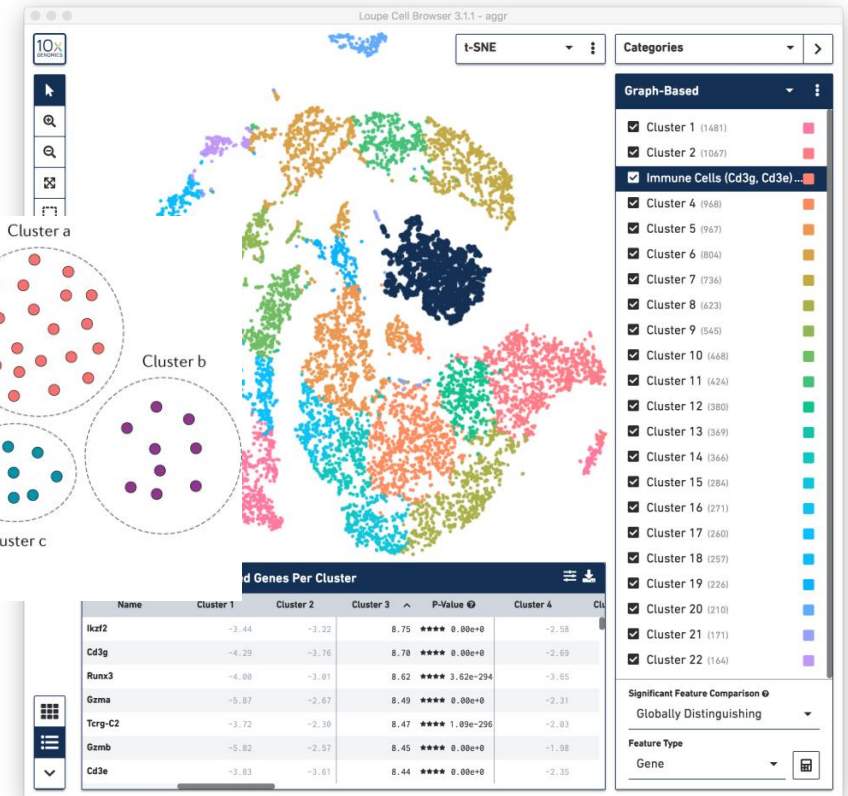 Loupe Cell Browser 3.1.1 - aggr
10x
GENOMICS
t-SNE
Categories
Graph-Based
Cluster 1 (1481)
Cluster 2 (1067)
Immune Cells (Cd3g, Cd3e)...
Cluster 4 (968)
Cluster 5 (967)
Cluster 6 (804)
Cluster 7 (736)
Cluster 8 (623)
Cluster 9 (545)
Cluster 10 (468)
Cluster 11 (424)
Cluster 12 (380)
Cluster 13 (369)
Cluster 14 (366)
Cluster 15 (284)
Cluster 16 (271)
Cluster 17 (260)
Cluster 18 (257)
Cluster 19 (226)
Cluster 20 (210)
Cluster 21 (171)
Cluster 22 (164)
Significant Feature Comparison
Globally Distinguishing
Feature Type
Gene
Cluster a
Cluster b
uster c
ed Genes Per Cluster
Name Cluster 1 Cluster 2 Cluster 3 P-Value Cluster 4 Clu
Ikzf2 -3.44 -3.22 8.75 **** 0.00e+0 -2.58
Cd3g -4.29 -3.76 8.70 **** 0.00e+0 -2.69
Runx3 -4.00 -3.01 8.62 **** 3.62e-294 -3.65
Gzma -5.87 -2.67 8.49 **** 0.00e+0 -2.31
Tcrg-C2 -3.72 -2.30 8.47 **** 1.09e-296 -2.03
Gzmb -5.82 -2.57 8.45 **** 0.00e+0 -1.98
Cd3e -3.83 -3.61 8.44 **** 0.00e+0 -2.35